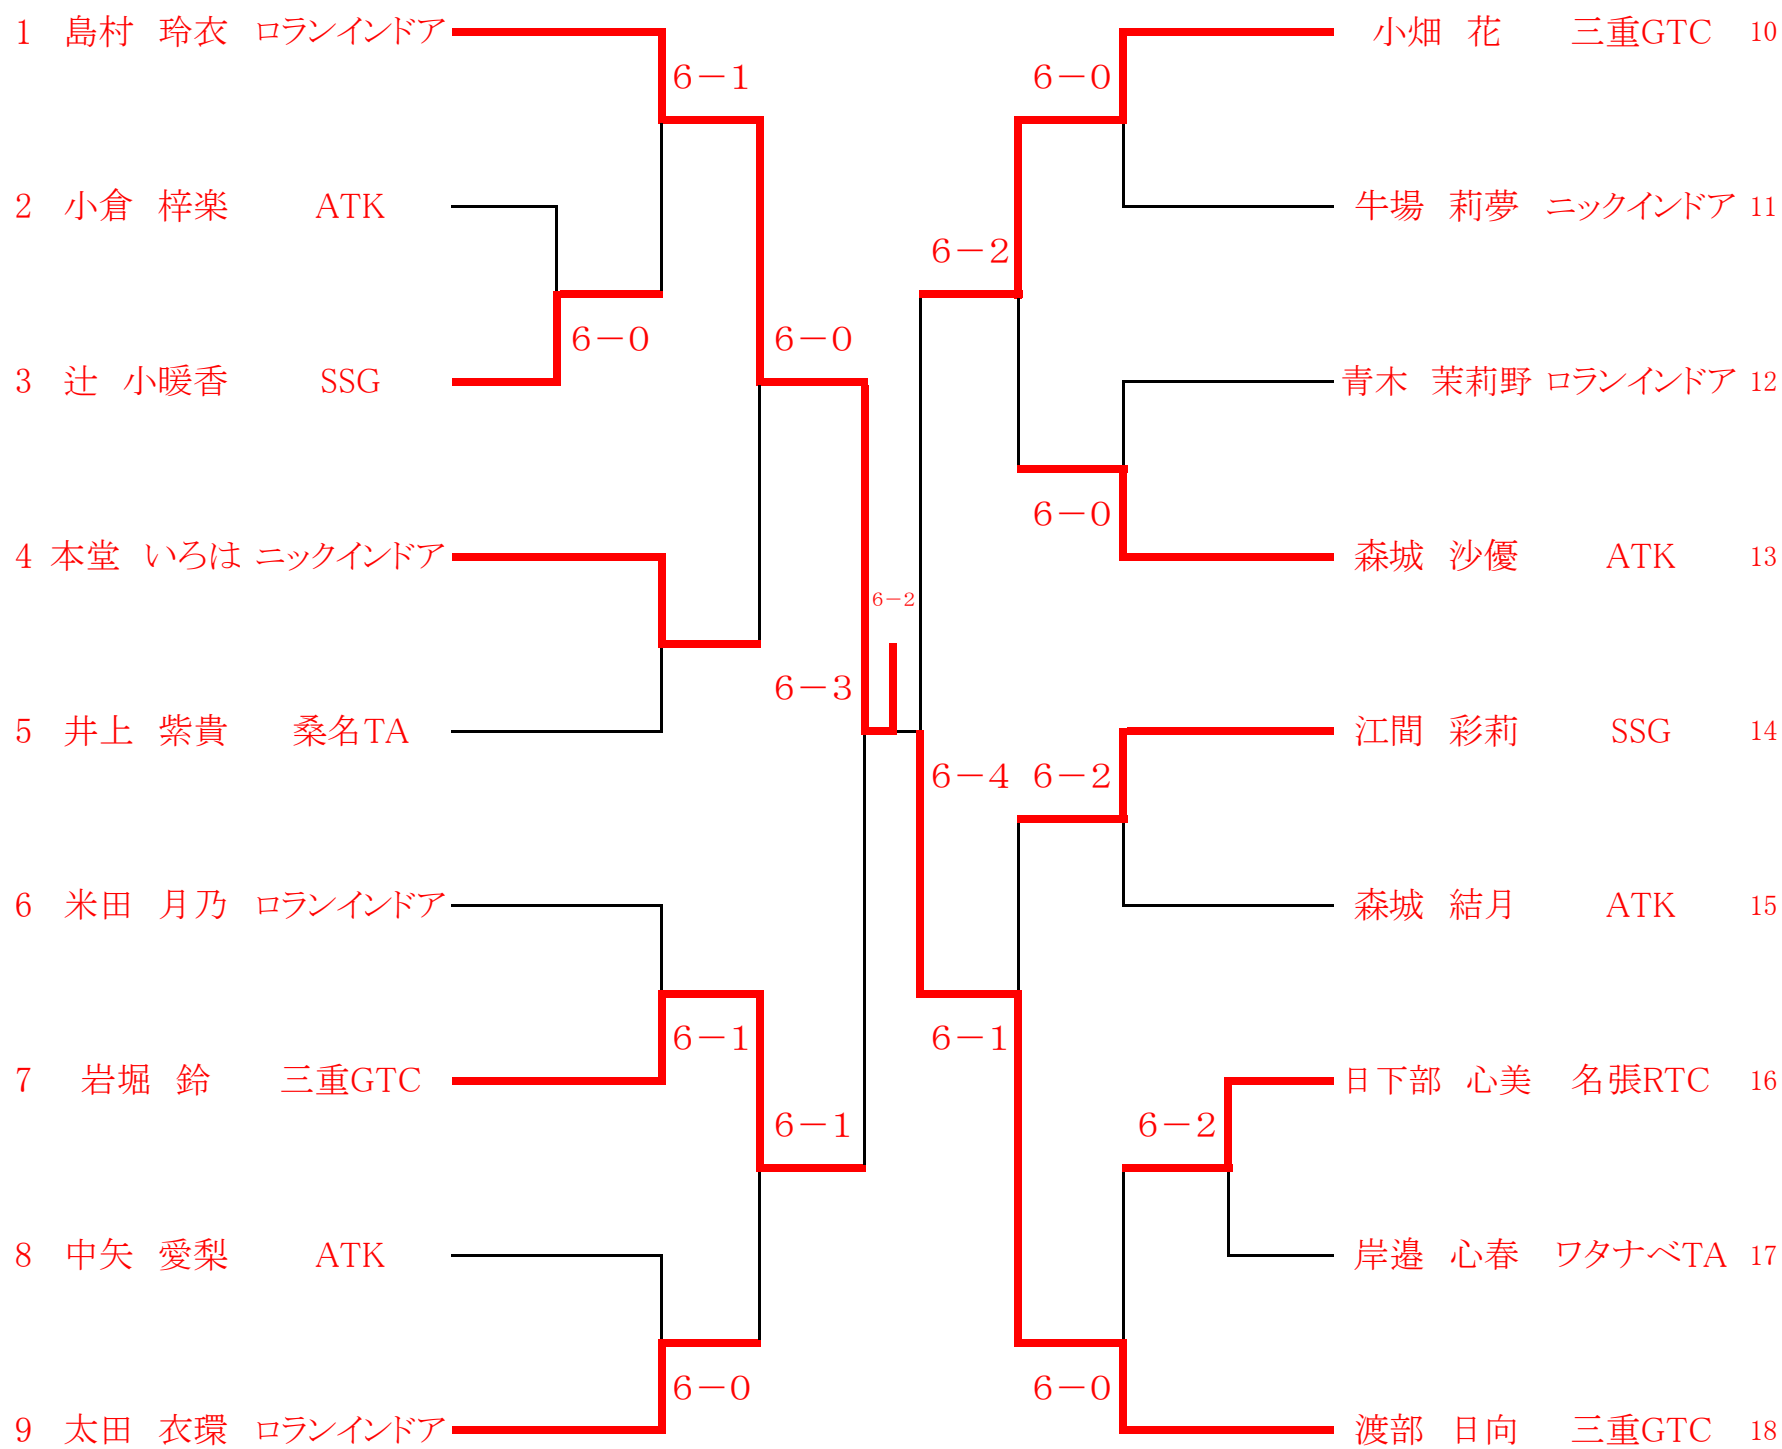 1 島村 玲衣 ロランインドア
6-1
2 小倉 梓楽 ATK
6-0
3 辻 小暖香 SSG
6-0
4 本堂 いろは ニックインドア
6-3
5 井上 紫貴 桑名TA
6 米田 月乃 ロランインドア
6-1
7 岩堀 鈴 三重GTC
6-1
8 中矢 愛梨 ATK
6-0
9 太田 衣環 ロランインドア
6-2
小畑 花 三重GTC 10
6-0
牛場 莉夢 ニックインドア 11
6-2
青木 茉莉野 ロランインドア 12
6-0
森城 沙優 ATK 13
江間 彩莉 SSG 14
6-4 6-2
森城 結月 ATK 15
6-1
日下部 心美 名張RTC 16
6-2
岸邉 心春 ワタナベTA 17
6-0
渡部 日向 三重GTC 18